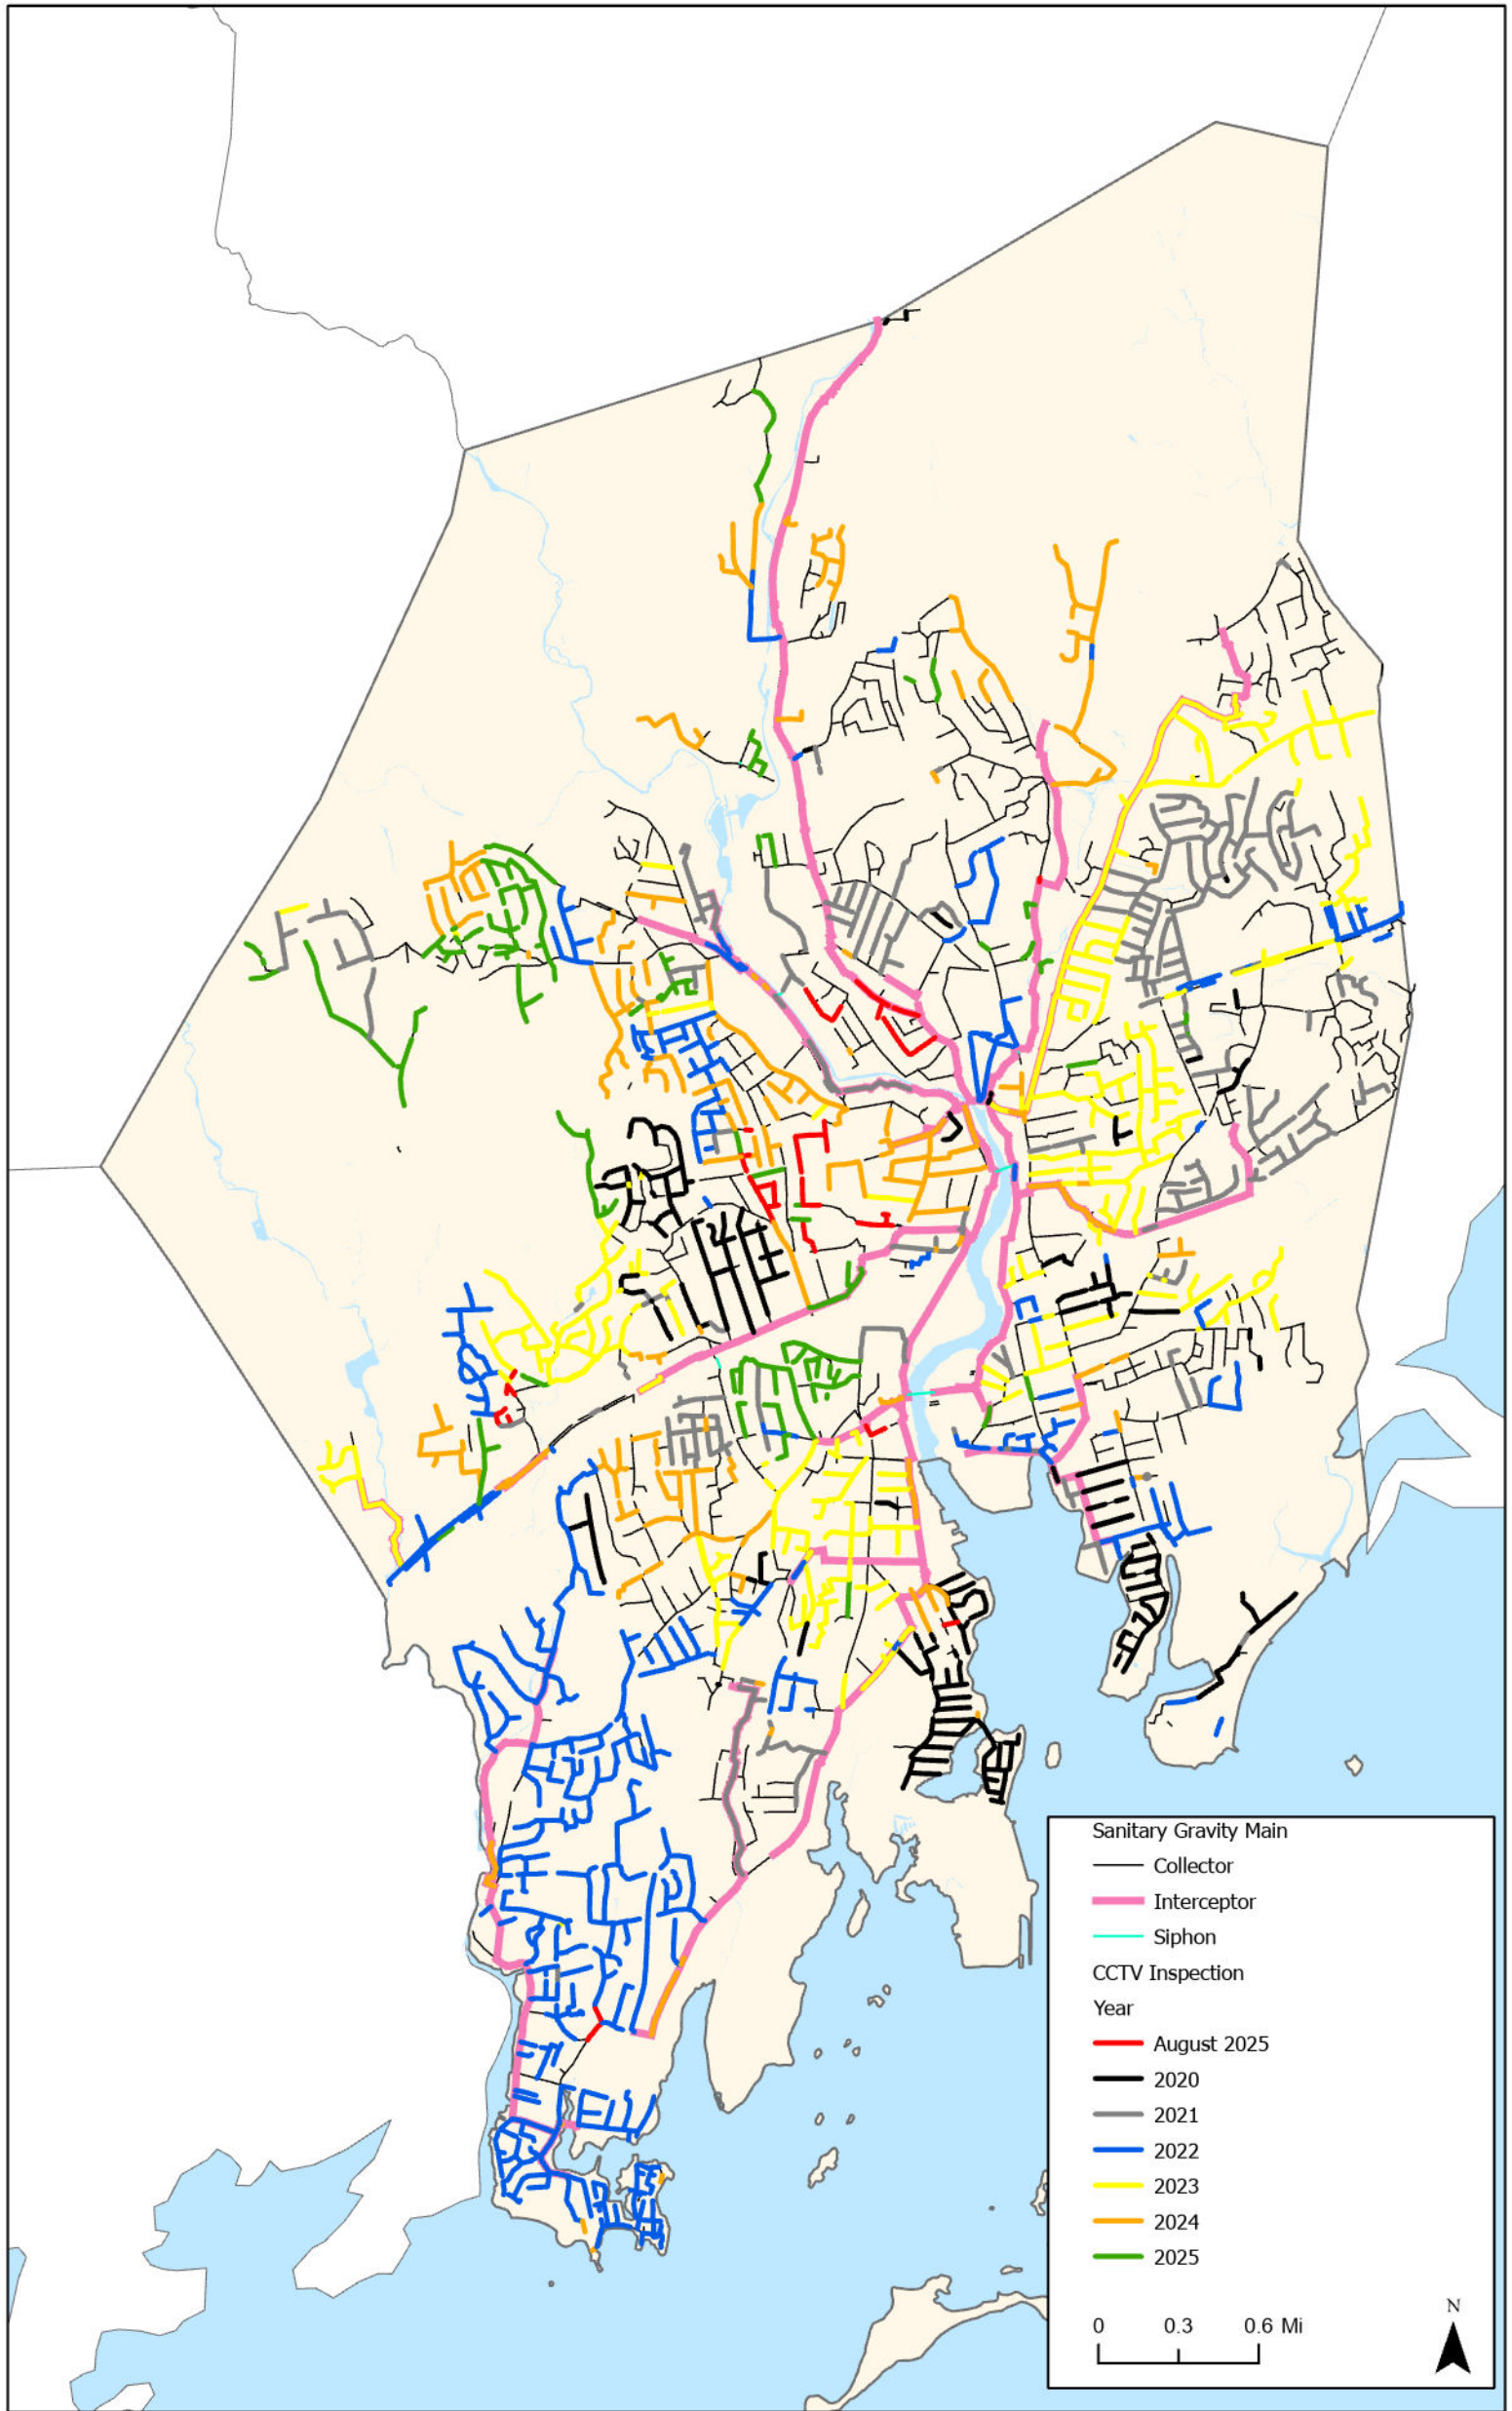 Sanitary Gravity Main
Collector
Interceptor
Siphon
CCTV Inspection
Year
August 2025
2020
2021
2022
2023
2024
2025
0 0.3 0.6 Mi
N